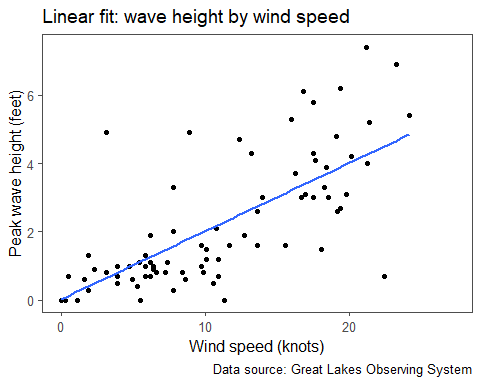 Linear fit: wave height by wind speed
Peak wave height (feet)
6
4
2
0
0 10 20
Wind speed (knots)
Data source: Great Lakes Observing System